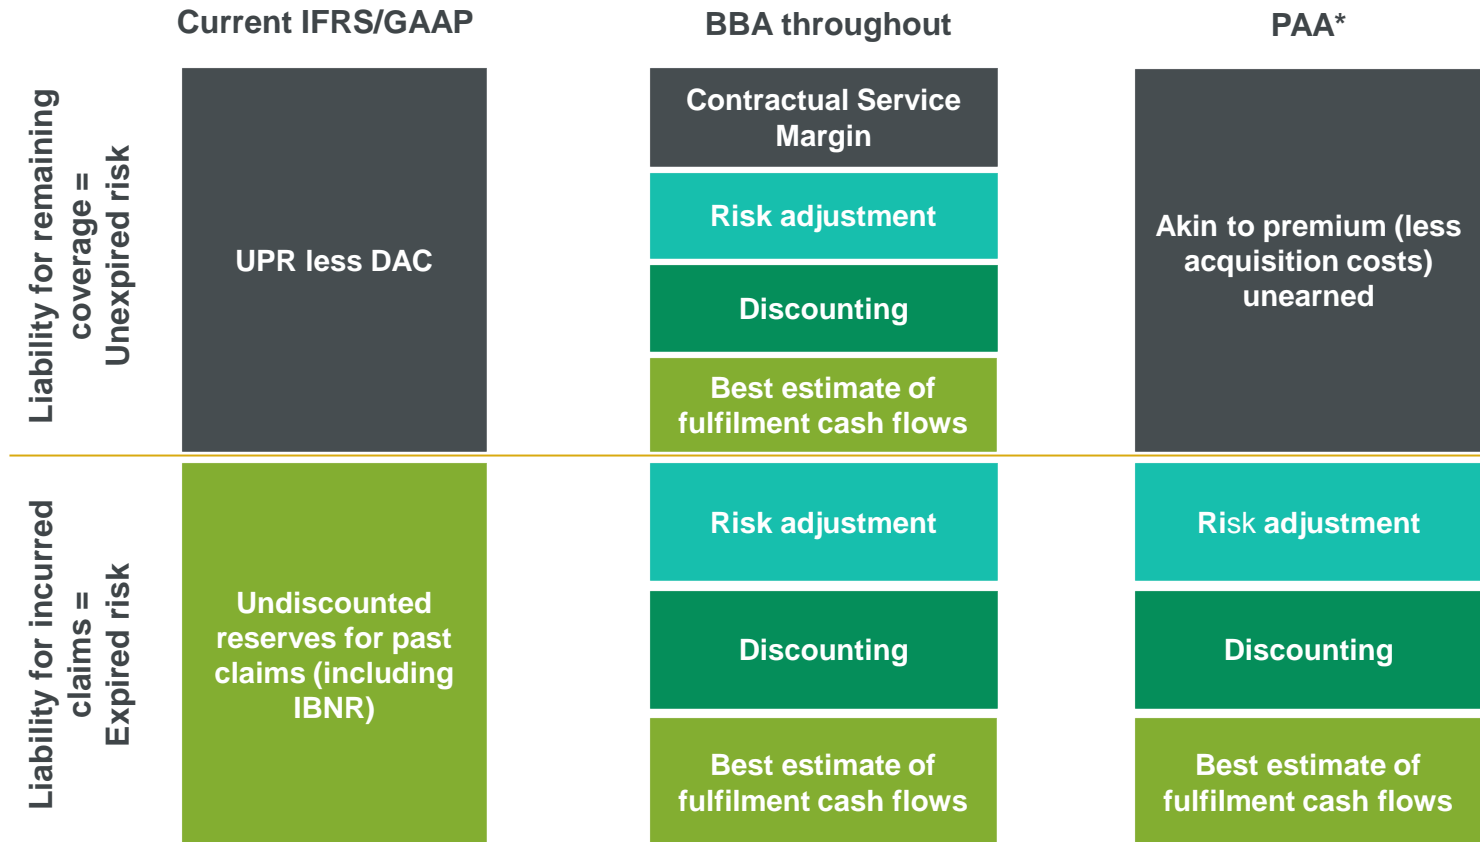 Current IFRS/GAAP
BBA throughout
PAA*
Liability for remaining
coverage =
Unexpired risk
UPR less DAC
Contractual Service
Margin
Risk adjustment
Discounting
Best estimate of
fulfilment cash flows
Akin to premium (less
acquisition costs)
unearned
Liability for incurred
claims =
Expired risk
Undiscounted
reserves for past
claims (including
IBNR)
Risk adjustment
Discounting
Best estimate of
fulfilment cash flows
Risk adjustment
Discounting
Best estimate of
fulfilment cash flows